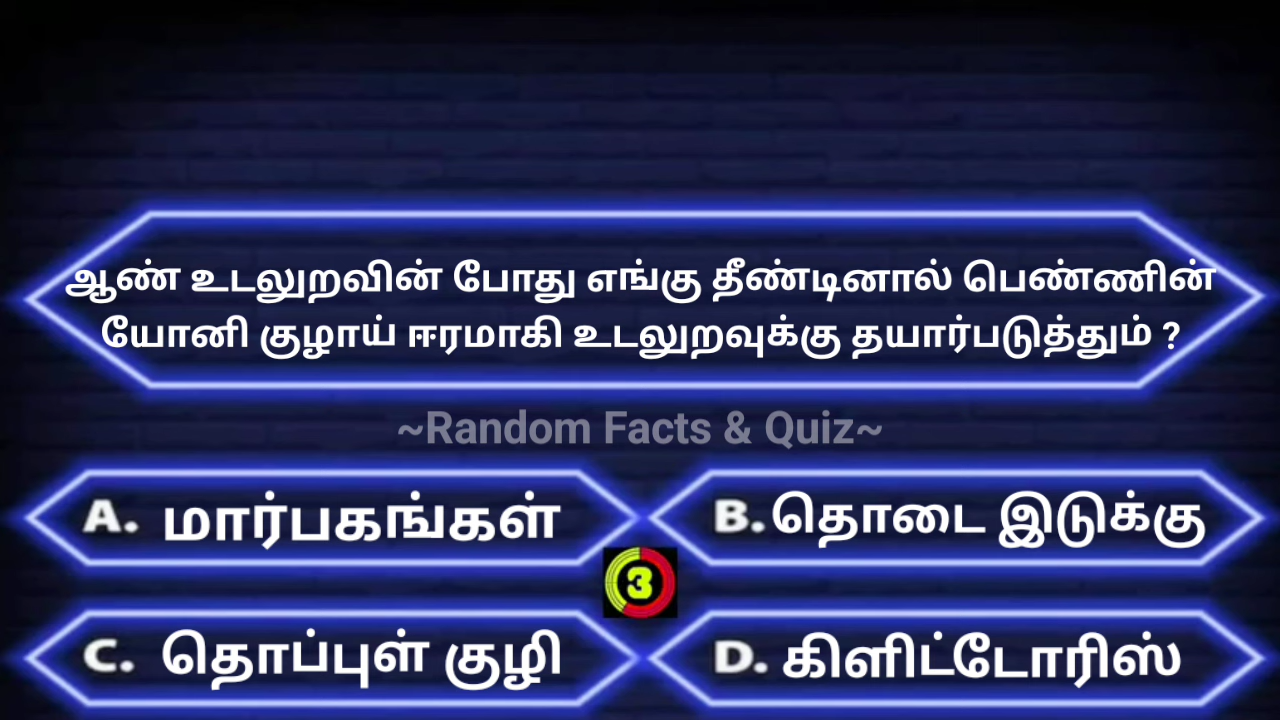 ஆண் உடலுறவின் போது எங்கு தீண்டினால் பெண்ணின்
யோனி குழாய் ஈரமாகி உடலுறவுக்கு தயார்படுத்தும் ?
~Random Facts & Quiz~
A. மார்பகங்கள்
B. தொடை இடுக்கு
3
C. தொப்புள் குழி
D. கிளிட்டோரிஸ்